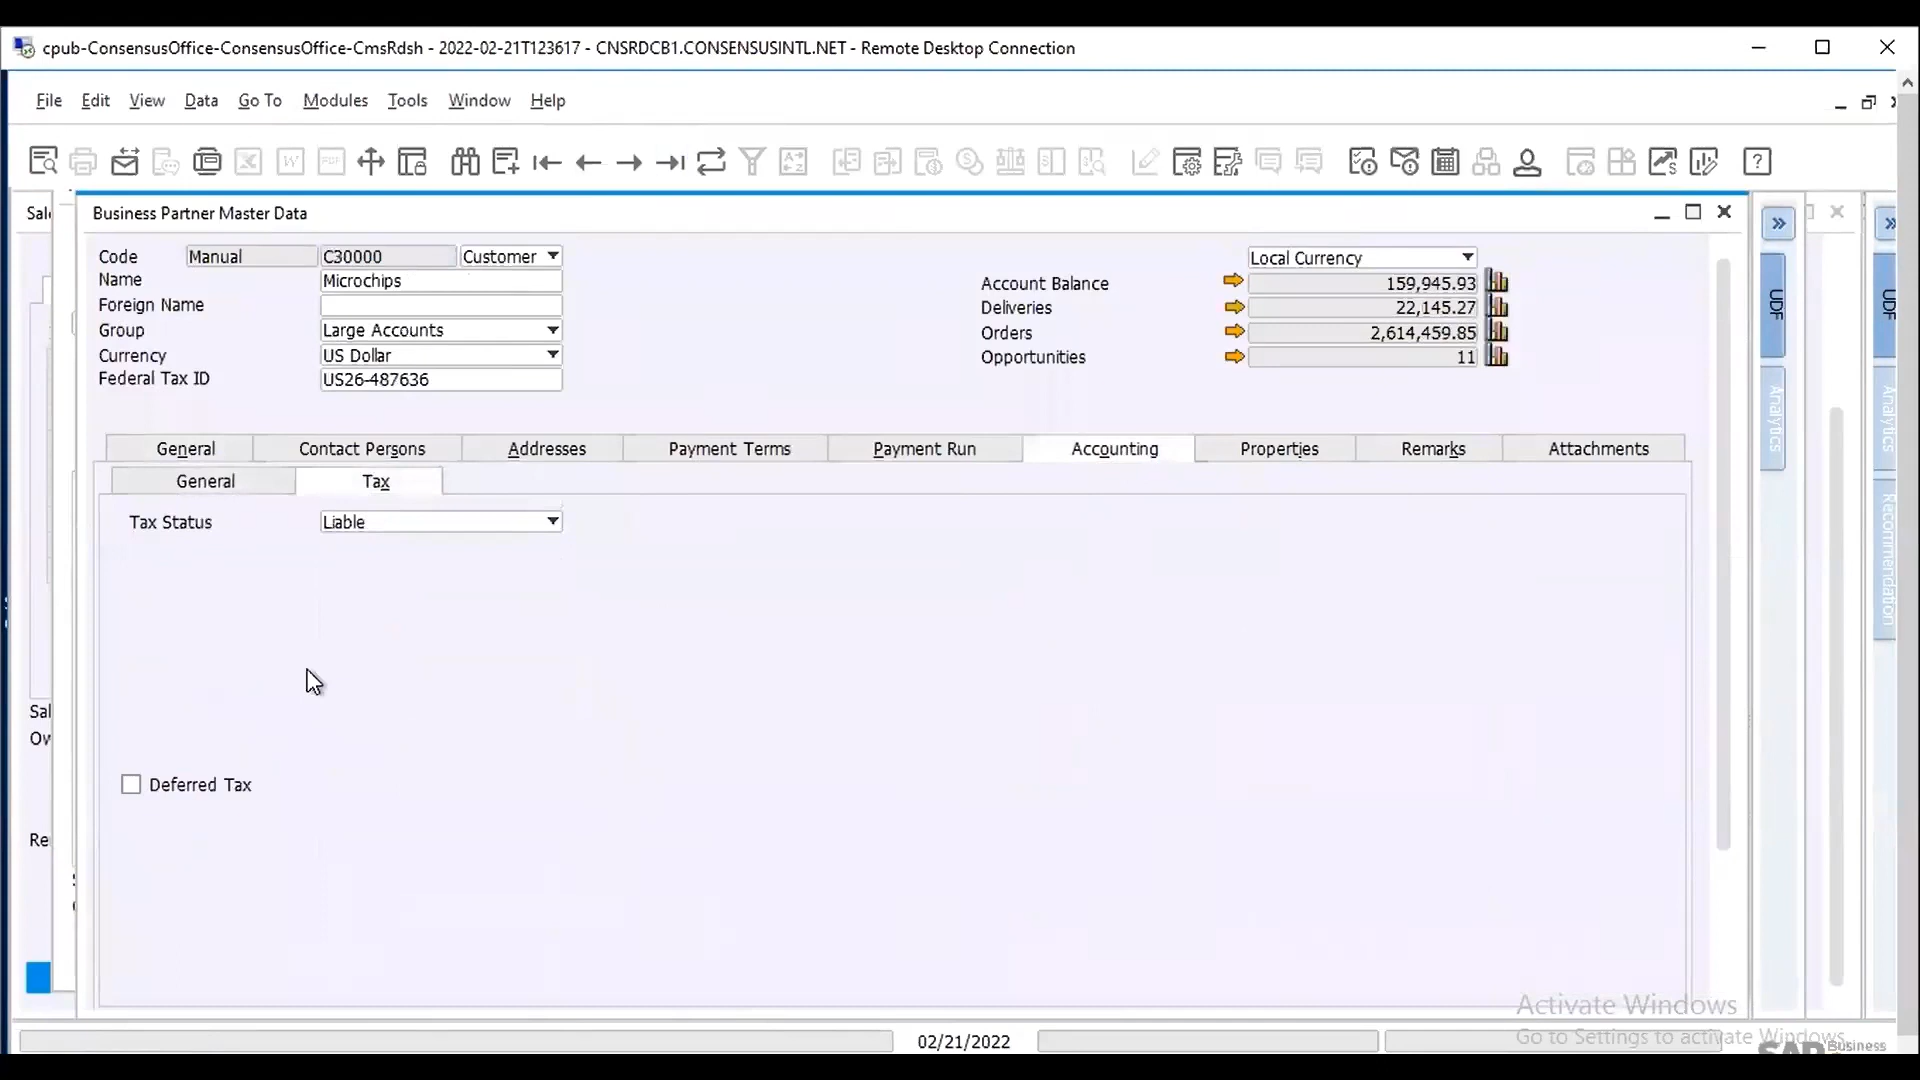 cpub-ConsensusOffice-ConsensusOffice-CmsRdsh - 2022-02-21T123617 - CNSRDCB1.CONSENSUSINTL.NET - Remote Desktop Connection
File Edit View Data Go To Modules Tools Window Help
Sal
Business Partner Master Data
Code Manual C30000 Customer
Name Microchips
Foreign Name
Group Large Accounts
Currency US Dollar
Federal Tax ID US26-487636
Local Currency
Account Balance 159,945.93
Deliveries 22,145.27
Orders 2,614,459.85
Opportunities 11
General Contact Persons Addresses Payment Terms Payment Run Accounting Properties Remarks Attachments
General Tax
Tax Status Liable
Deferred Tax
Sal
Ow
Re
UDF
Analytics
UDF
Analytics
Recommendation
Activate Windows
Go to Settings to activate Windows.
02/21/2022
SAP Business